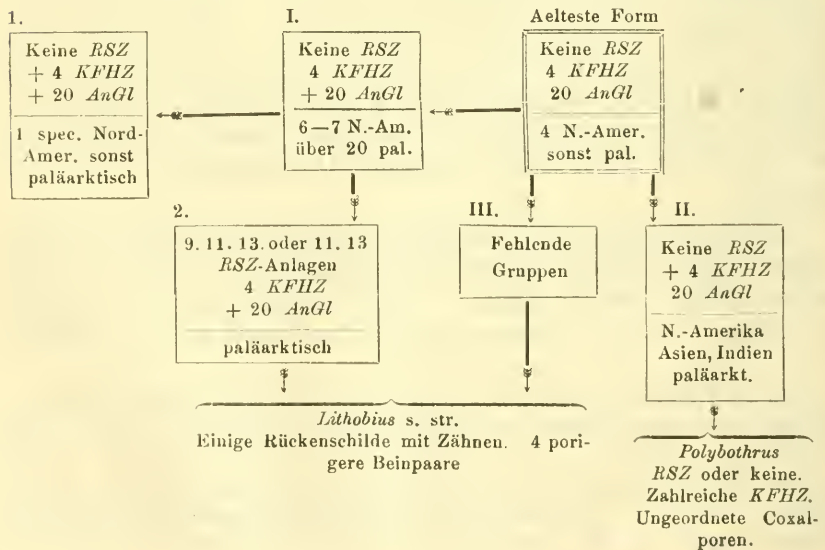 1.
Keine RSZ
+ 4 KFHZ
+ 20 AnGl
1 spec. Nord-
Amer. sonst
paläarktisch
I.
Keine RSZ
4 KFHZ
+ 20 AnGl
6—7 N.-Am.
über 20 pal.
Aelteste Form
Keine RSZ
4 KFHZ
20 AnGl
4 N.-Amer.
sonst pal.
2.
9. 11. 13. oder 11. 13
RSZ-Anlagen
4 KFHZ
+ 20 AnGl
paläarktisch
III.
Fehlende
Gruppen
II.
Keine RSZ
+ 4 KFHZ
20 AnGl
N.-Amerika
Asien, Indien
paläarkt.
Lithobius s. str.
Einige Rückenschilde mit Zähnen. 4 pori-
gere Beinpaare
Polybothrus
RSZ oder keine.
Zahlreiche KFHZ.
Ungeordnete Coxal-
poren.